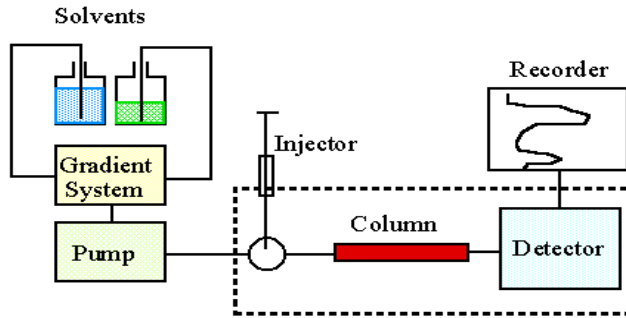 Solvents
Recorder
Injector
Gradient
System
Column
Pump
Detector